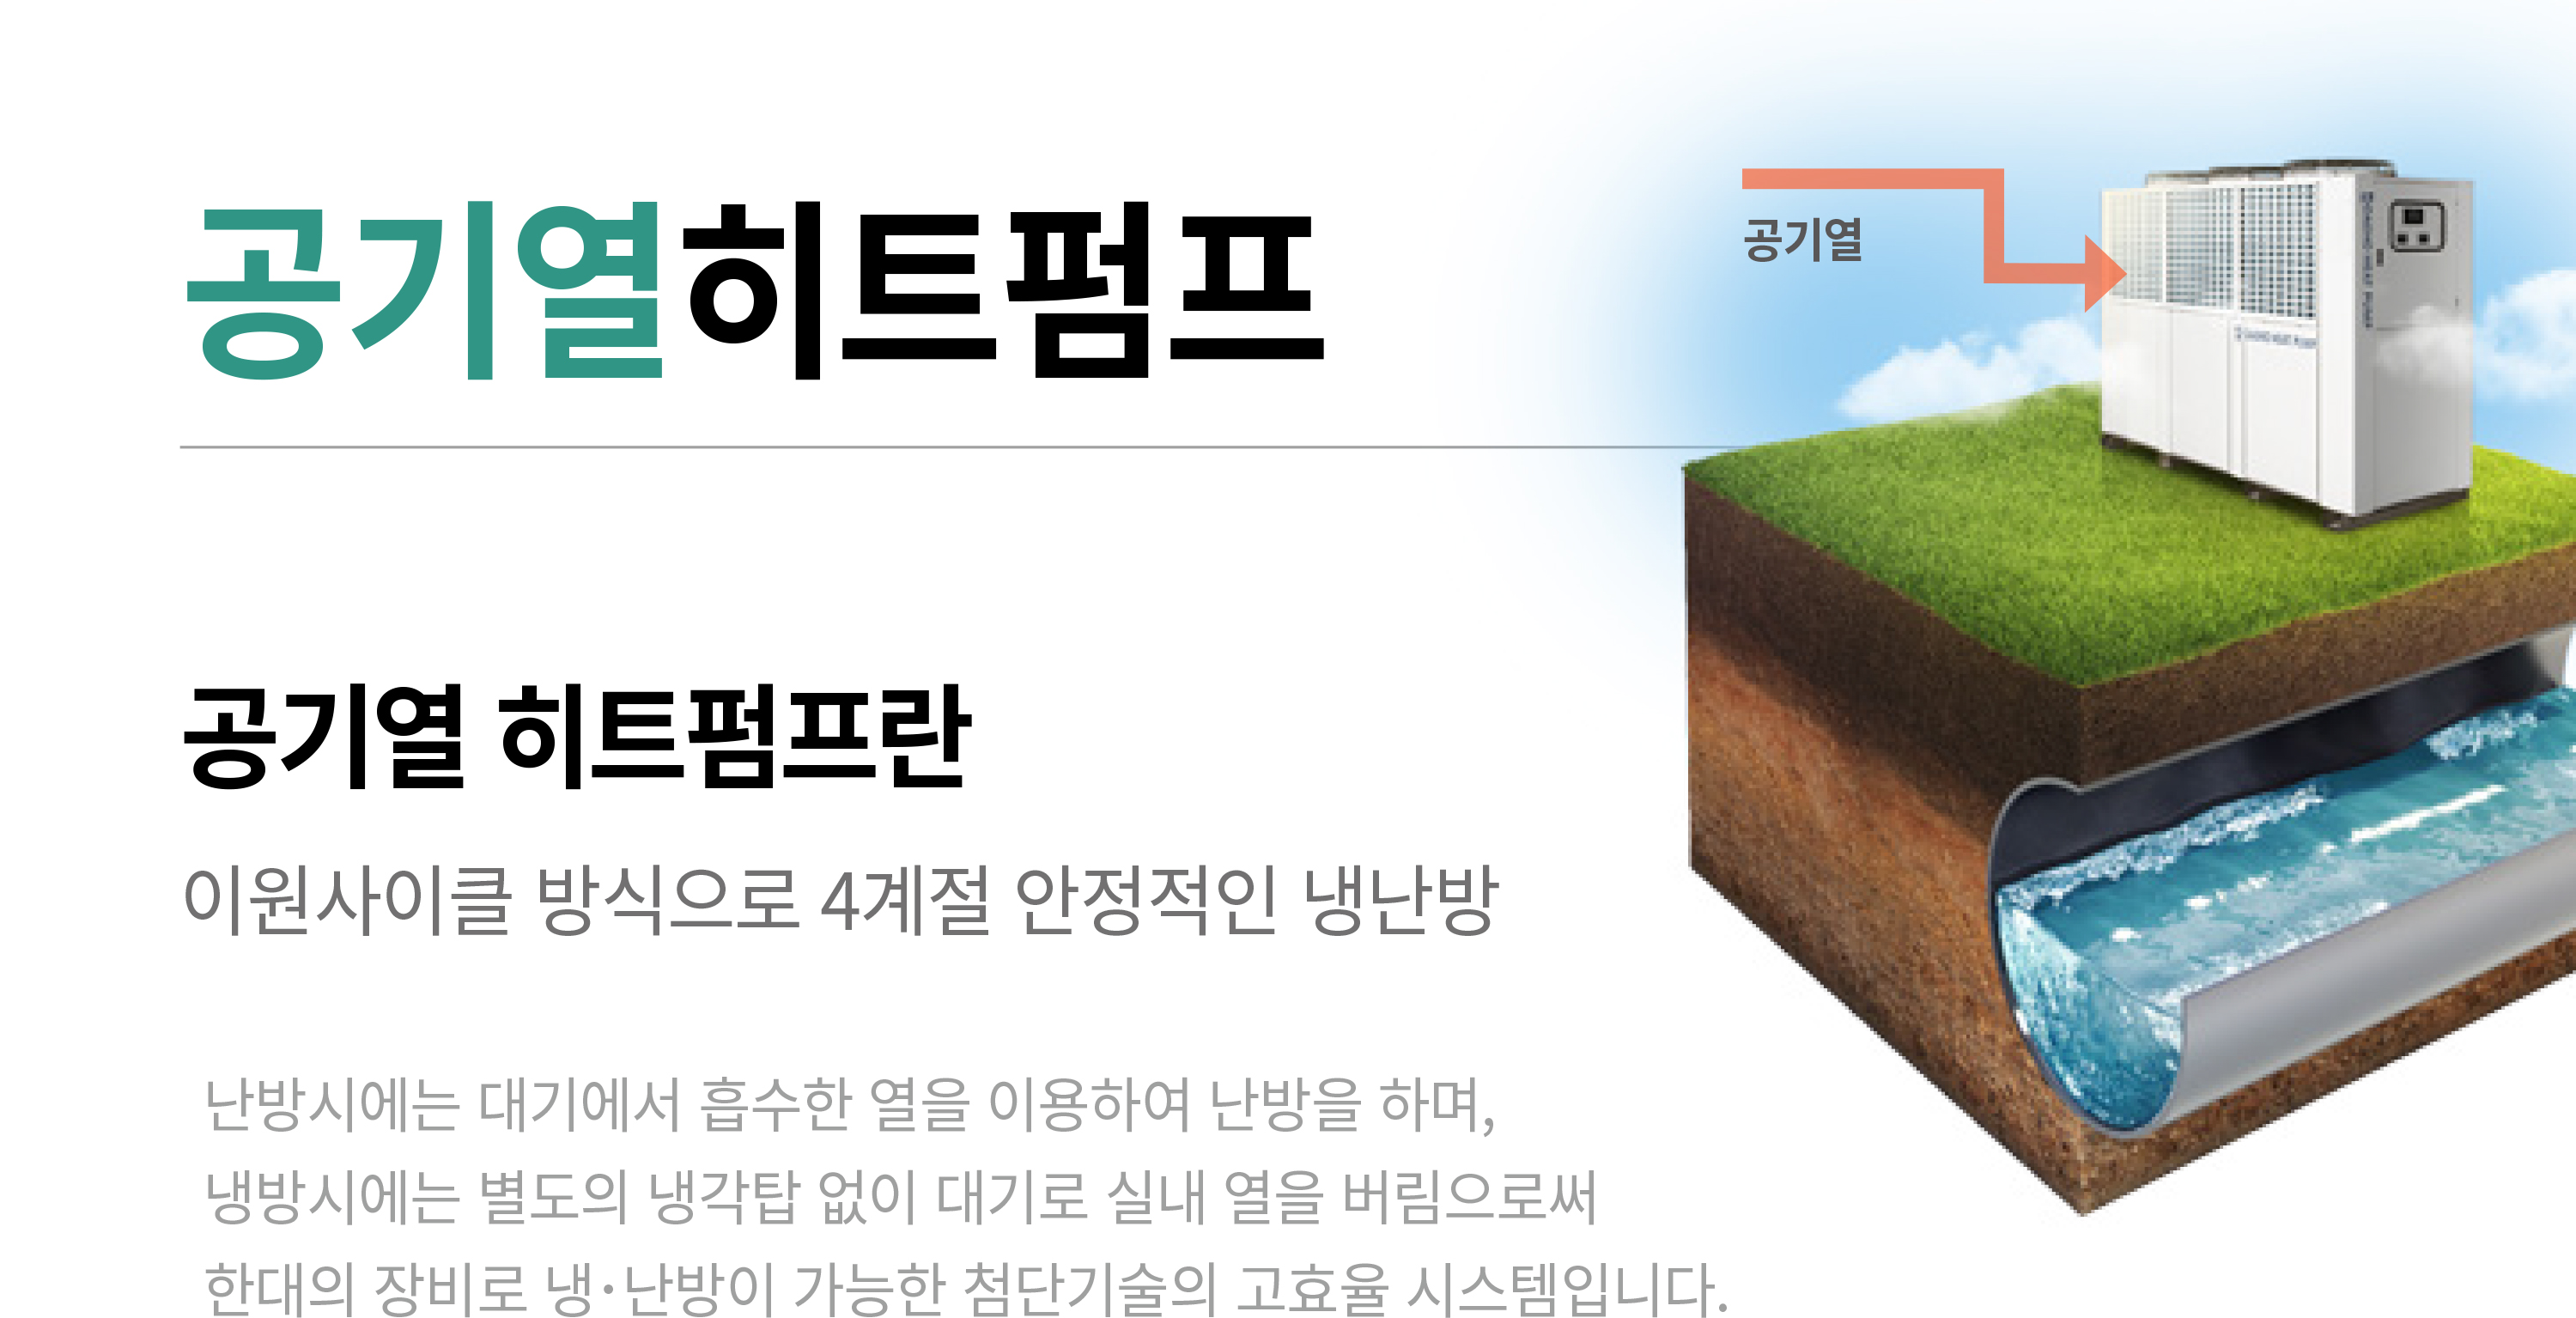 공기열히트펌프
공기열
공기열 히트펌프란
이원사이클 방식으로 4계절 안정적인 냉난방
난방시에는 대기에서 흡수한 열을 이용하여 난방을 하며,
냉방시에는 별도의 냉각탑 없이 대기로 실내 열을 버림으로써
한대의 장비로 냉·난방이 가능한 첨단기술의 고효율 시스템입니다.